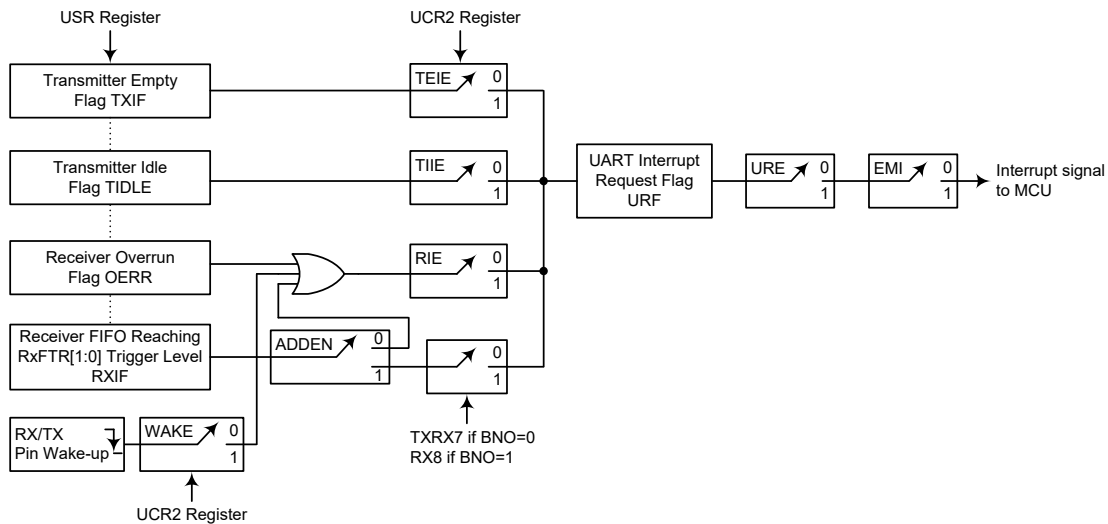 USR Register
UCR2 Register
Transmitter Empty
Flag TXIF
TEIE
0
1
Transmitter Idle
Flag TIDLE
TIIE
0
1
UART Interrupt
Request Flag
URF
URE
0
1
EMI
0
1
Interrupt signal
to MCU
Receiver Overrun
Flag OERR
RIE
0
1
Receiver FIFO Reaching
RxFTR[1:0] Trigger Level
RXIF
ADDEN
0
1
0
1
RX/TX
Pin Wake-up
WAKE
0
1
TXRX7 if BNO=0
RX8 if BNO=1
UCR2 Register